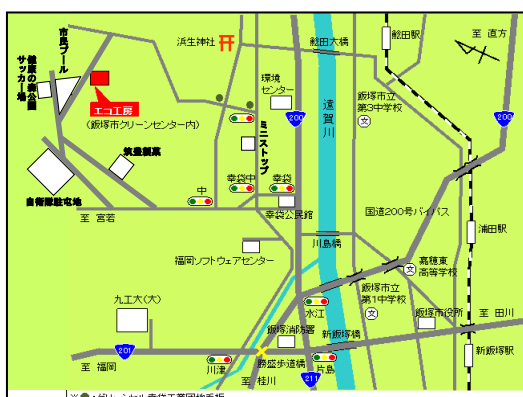 鯰田駅
至 直方
市民プール
浜生神社
鯰田大橋
健康の森公園
サッカー場
環境
センター
飯塚市立
第3中学校
文
エコ工房
(飯塚市クリーンセンター内)
遠賀川
200
200
ミニストップ
筑豊製薬
中
幸袋中
幸袋
自衛隊駐屯地
幸袋公民館
国道200号バイパス
至 宮若
浦田駅
川島橋
福岡ソフトウェアセンター
嘉穂東
高等学校
文
飯塚市立
第1中学校
文
九工大(大)
水江
飯塚市役所
飯塚消防署
新飯塚橋
至 田川
201
至 福岡
川津
勝盛歩道橋
片島
新飯塚駅
至 桂川
211